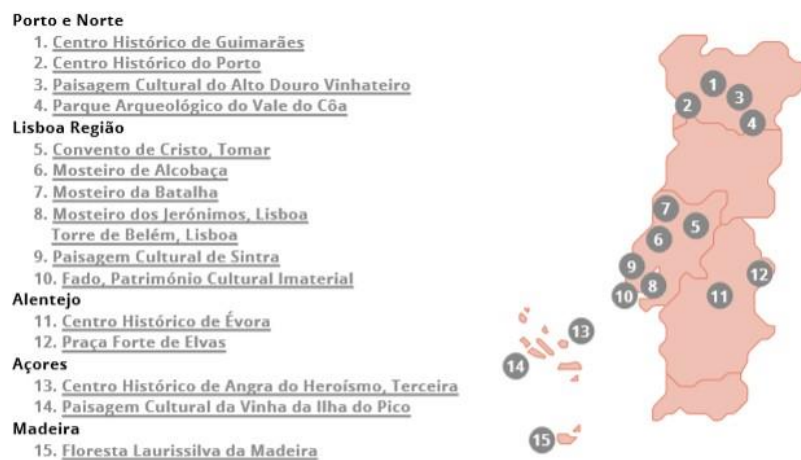 Porto e Norte
1. Centro Histórico de Guimarães
2. Centro Histórico do Porto
3. Paisagem Cultural do Alto Douro Vinhateiro
4. Parque Arqueológico do Vale do Côa
Lisboa Região
5. Convento de Cristo, Tomar
6. Mosteiro de Alcobaça
7. Mosteiro da Batalha
8. Mosteiro dos Jerónimos, Lisboa
Torre de Belém, Lisboa
9. Paisagem Cultural de Sintra
10. Fado, Património Cultural Imaterial
Alentejo
11. Centro Histórico de Évora
12. Praça Forte de Elvas
Açores
13. Centro Histórico de Angra do Heroísmo, Terceira
14. Paisagem Cultural da Vinha da Ilha do Pico
Madeira
15. Floresta Laurissilva da Madeira
1
3
2
4
7
5
6
9
12
8
10
11
13
14
15